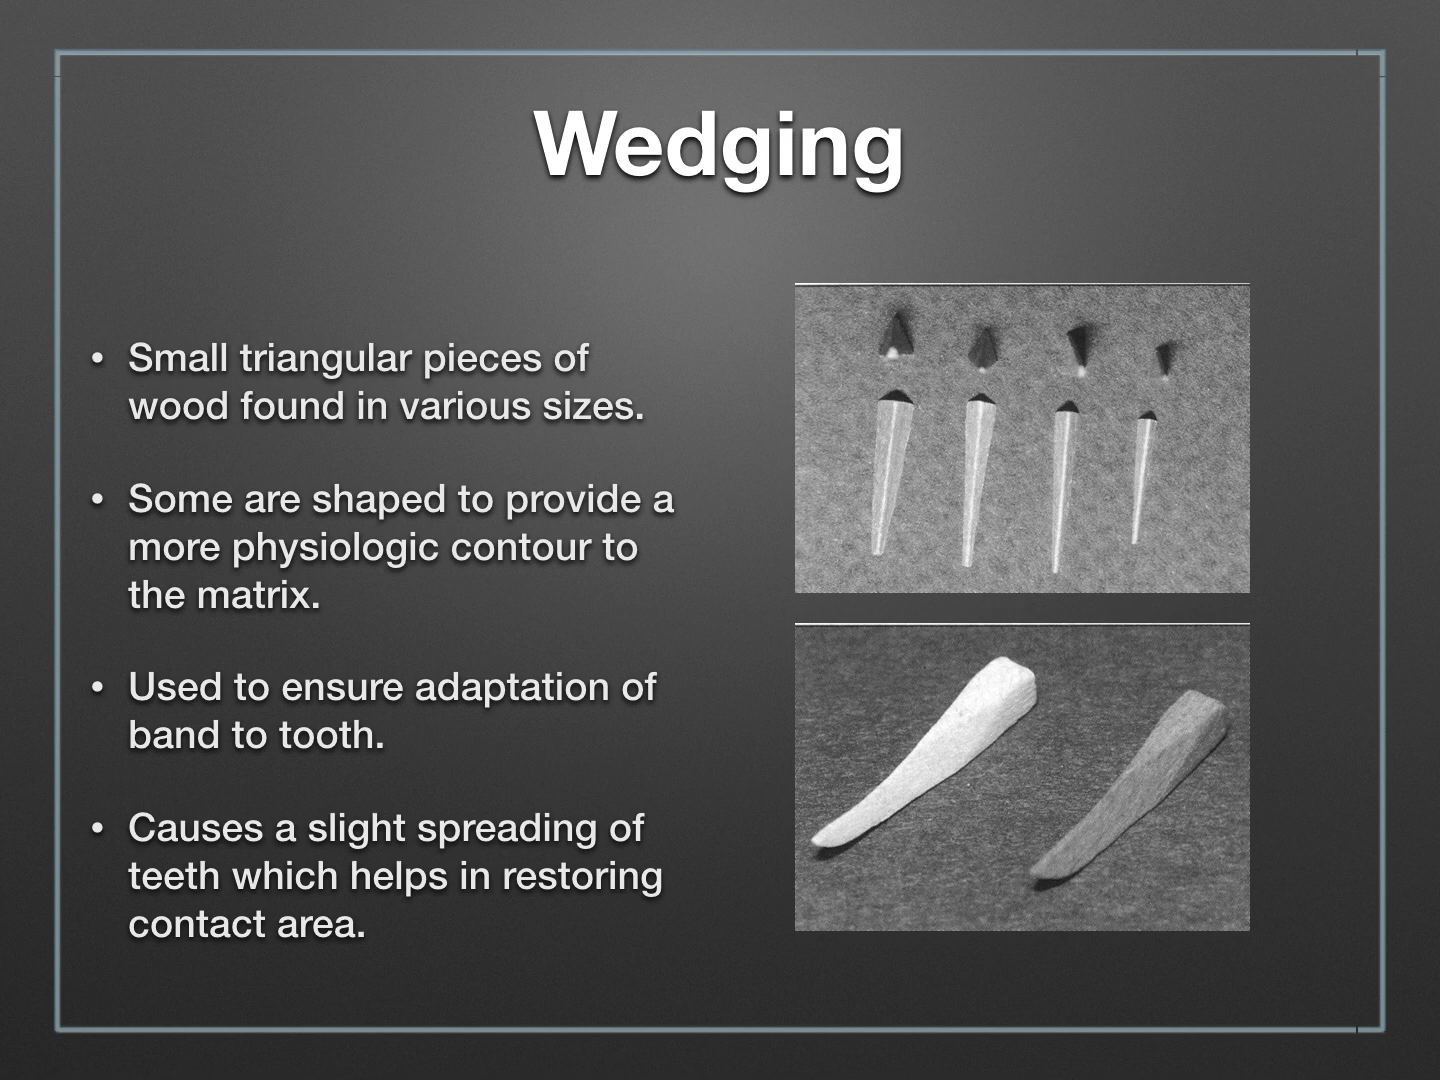 Wedging
• Small triangular pieces of
wood found in various sizes.
• Some are shaped to provide a
more physiologic contour to
the matrix.
• Used to ensure adaptation of
band to tooth.
• Causes a slight spreading of
teeth which helps in restoring
contact area.